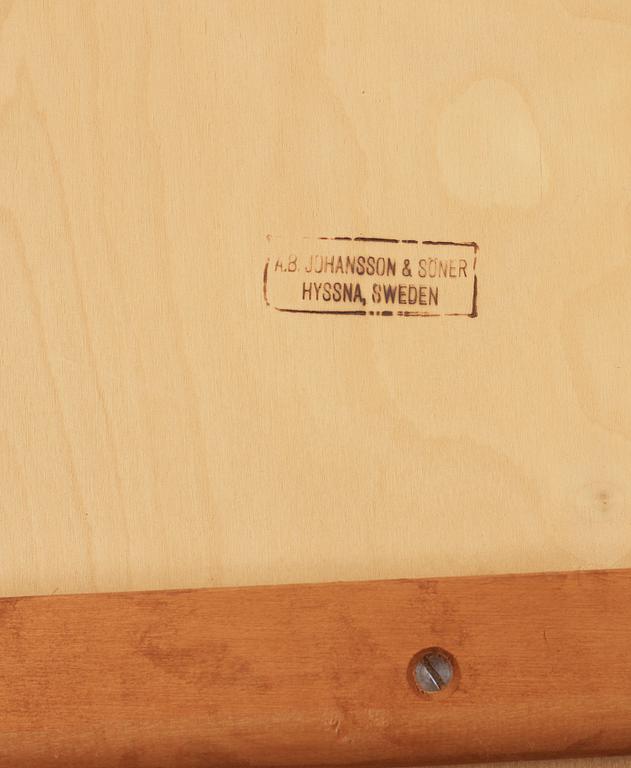 A.B. JOHANSSON & SÖNER
HYSSNA, SWEDEN